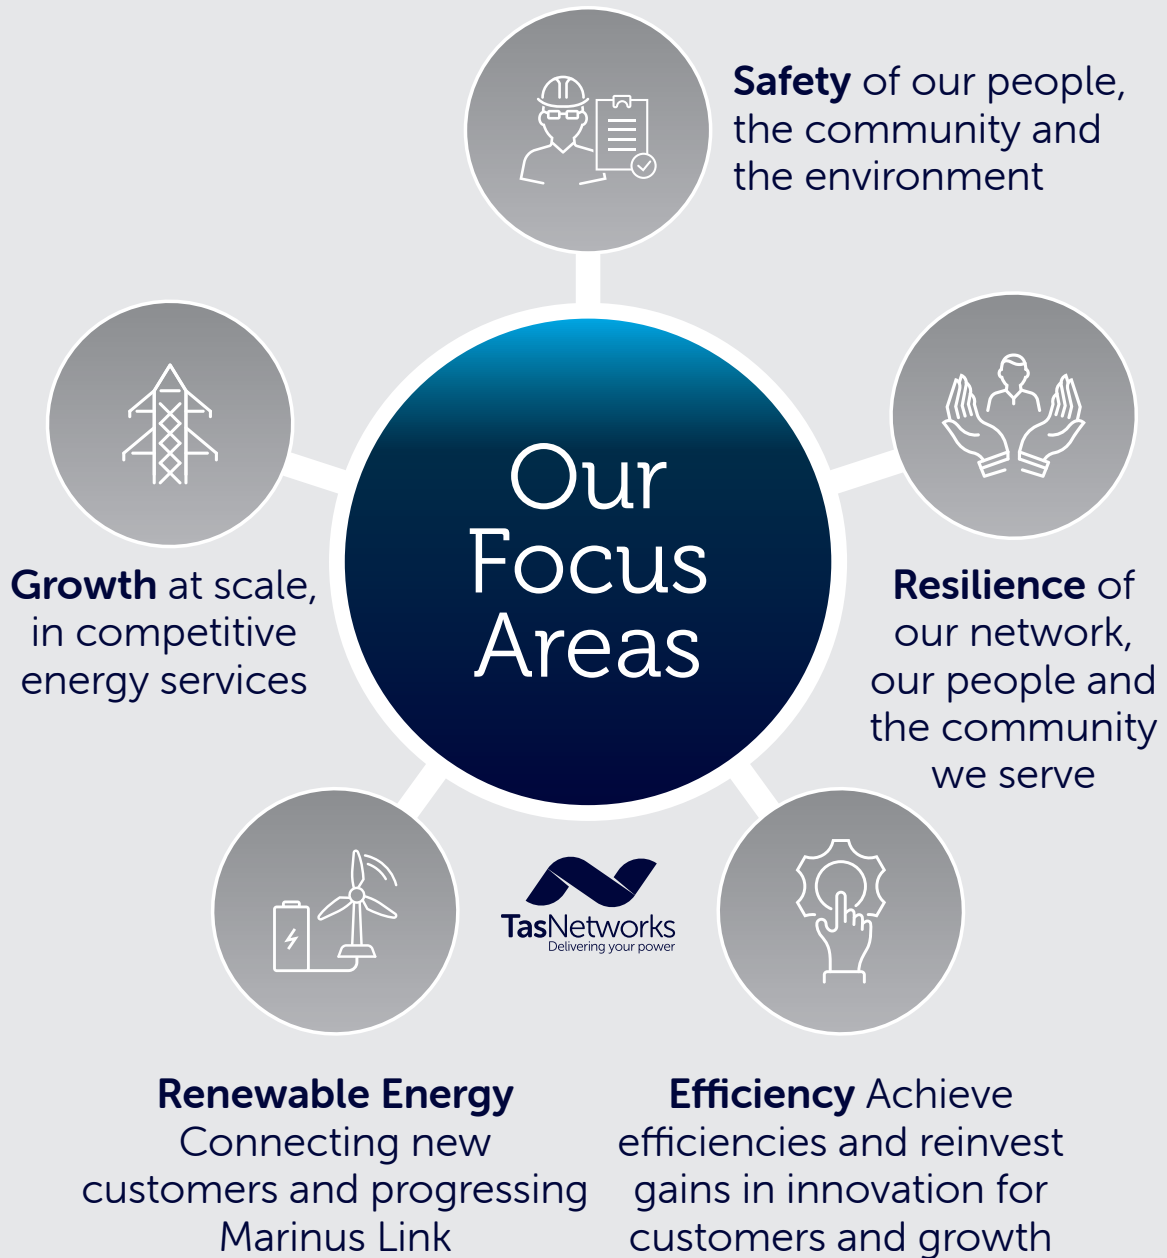 Safety of our people,
the community and
the environment
Our
Focus
Areas
Growth at scale,
in competitive
energy services
Resilience of
our network,
our people and
the community
we serve
TasNetworks
Delivering your power
Renewable Energy
Connecting new
customers and progressing
Marinus Link
Efficiency Achieve
efficiencies and reinvest
gains in innovation for
customers and growth